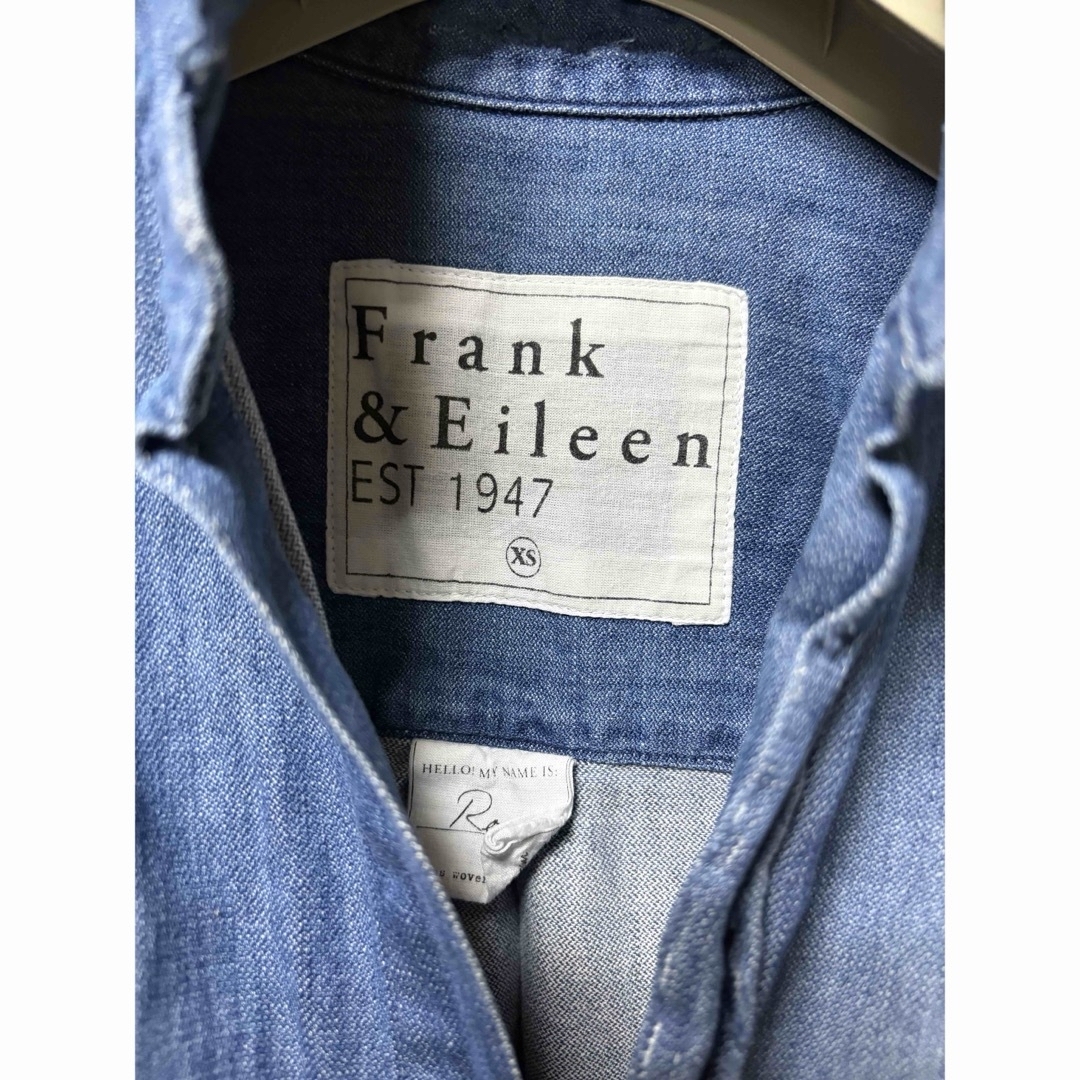 Frank
& Eileen
EST 1947
XS
HELLO! MY NAME IS: